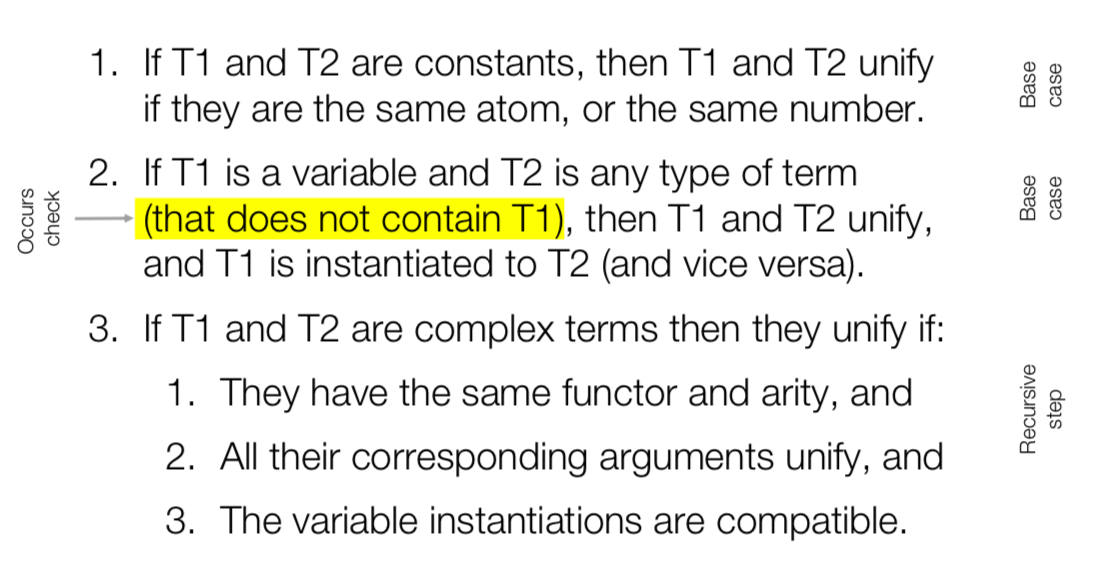 1. If T1 and T2 are constants, then T1 and T2 unify
if they are the same atom, or the same number.
Base
case
2. If T1 is a variable and T2 is any type of term
(that does not contain T1), then T1 and T2 unify,
and T1 is instantiated to T2 (and vice versa).
Occurs
check
Base
case
3. If T1 and T2 are complex terms then they unify if:
1. They have the same functor and arity, and
2. All their corresponding arguments unify, and
3. The variable instantiations are compatible.
Recursive
step